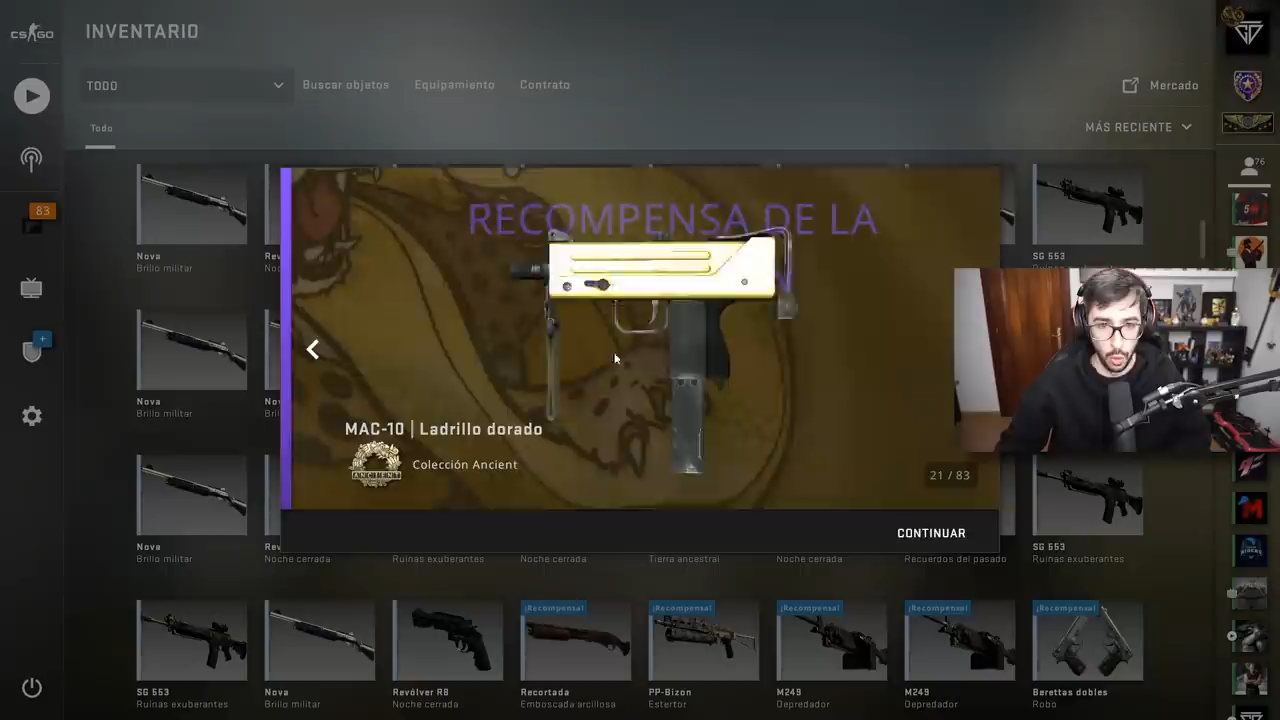 CS GO
INVENTARIO
TODO
Buscar objetos
Equipamiento
Contrato
Mercado
Todo
MÁS RECIENTE
76
83
RECOMPENSA DE LA
Nova
Brillo militar
SG 553
MAC-10 | Ladrillo dorado
ANCIENT
Colección Ancient
21 / 83
CONTINUAR
Nova
Brillo militar
Nova
Brillo militar
Noche cerrada
Ruinas exuberantes
Noche cerrada
Tierra ancestral
Noche cerrada
Recuerdos del pasado
SG 553
Ruinas exuberantes
¡Recompensa!
¡Recompensa!
¡Recompensa!
¡Recompensa!
¡Recompensa!
SG 553
Ruinas exuberantes
Nova
Brillo militar
Revólver R8
Noche cerrada
Recortada
Emboscada arcillosa
PP-Bizon
Estertor
M249
Depredador
M249
Depredador
Berettas dobles
Robo